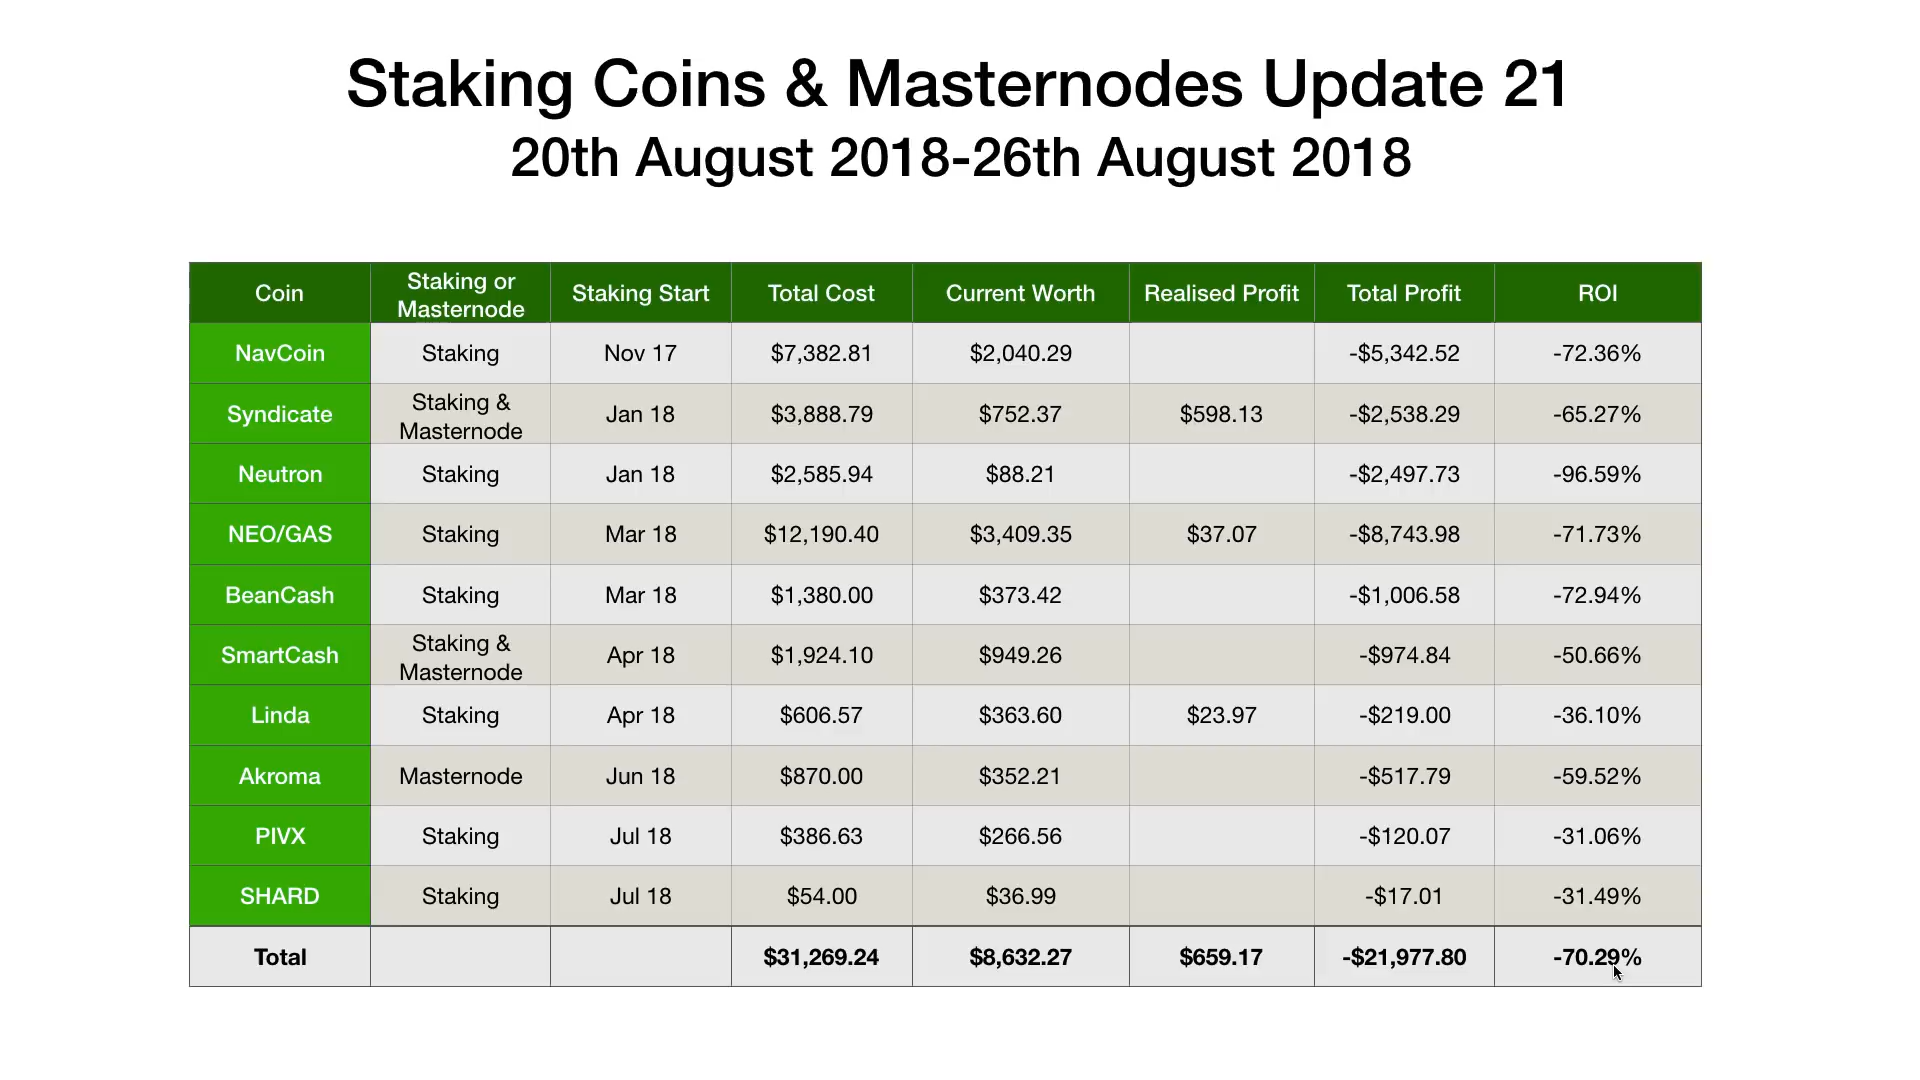 Staking Coins & Masternodes Update 21
20th August 2018-26th August 2018
Coin Staking or Masternode Staking Start Total Cost Current Worth Realised Profit Total Profit ROI
NavCoin Staking Nov 17 $7,382.81 $2,040.29 -$5,342.52 -72.36%
Syndicate Staking & Masternode Jan 18 $3,888.79 $752.37 $598.13 -$2,538.29 -65.27%
Neutron Staking Jan 18 $2,585.94 $88.21 -$2,497.73 -96.59%
NEO/GAS Staking Mar 18 $12,190.40 $3,409.35 $37.07 -$8,743.98 -71.73%
BeanCash Staking Mar 18 $1,380.00 $373.42 -$1,006.58 -72.94%
SmartCash Staking & Masternode Apr 18 $1,924.10 $949.26 -$974.84 -50.66%
Linda Staking Apr 18 $606.57 $363.60 $23.97 -$219.00 -36.10%
Akroma Masternode Jun 18 $870.00 $352.21 -$517.79 -59.52%
PIVX Staking Jul 18 $386.63 $266.56 -$120.07 -31.06%
SHARD Staking Jul 18 $54.00 $36.99 -$17.01 -31.49%
Total $31,269.24 $8,632.27 $659.17 -$21,977.80 -70.29%